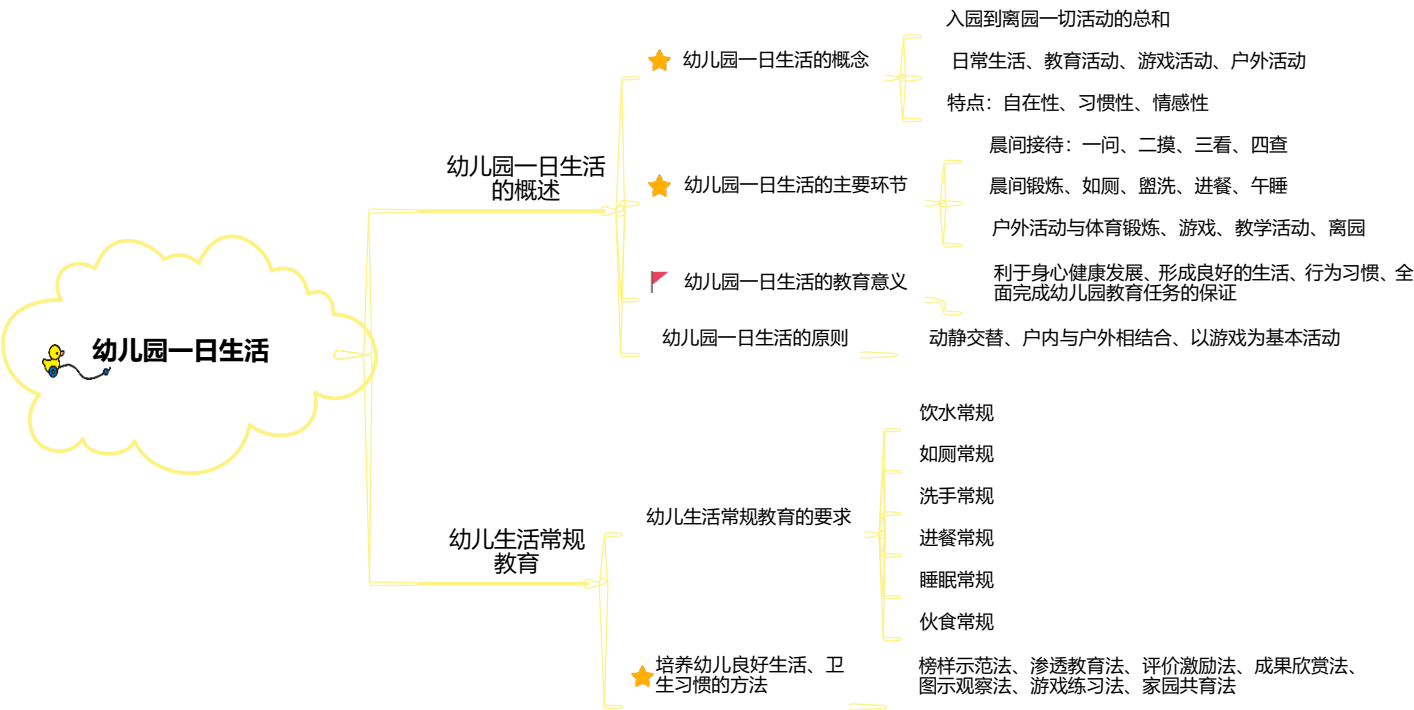 幼儿园一日生活
幼儿园一日生活
的概述
幼儿园一日生活的概念
入园到离园一切活动的总和
日常生活、教育活动、游戏活动、户外活动
特点：自在性、习惯性、情感性
幼儿园一日生活的主要环节
晨间接待：一问、二摸、三看、四查
晨间锻炼、如厕、盥洗、进餐、午睡
户外活动与体育锻炼、游戏、教学活动、离园
幼儿园一日生活的教育意义
利于身心健康发展、形成良好的生活、行为习惯、全
面完成幼儿园教育任务的保证
幼儿园一日生活的原则
动静交替、户内与户外相结合、以游戏为基本活动
幼儿生活常规
教育
幼儿生活常规教育的要求
饮水常规
如厕常规
洗手常规
进餐常规
睡眠常规
伙食常规
培养幼儿良好生活、卫
生习惯的方法
榜样示范法、渗透教育法、评价激励法、成果欣赏法、
图示观察法、游戏练习法、家园共育法